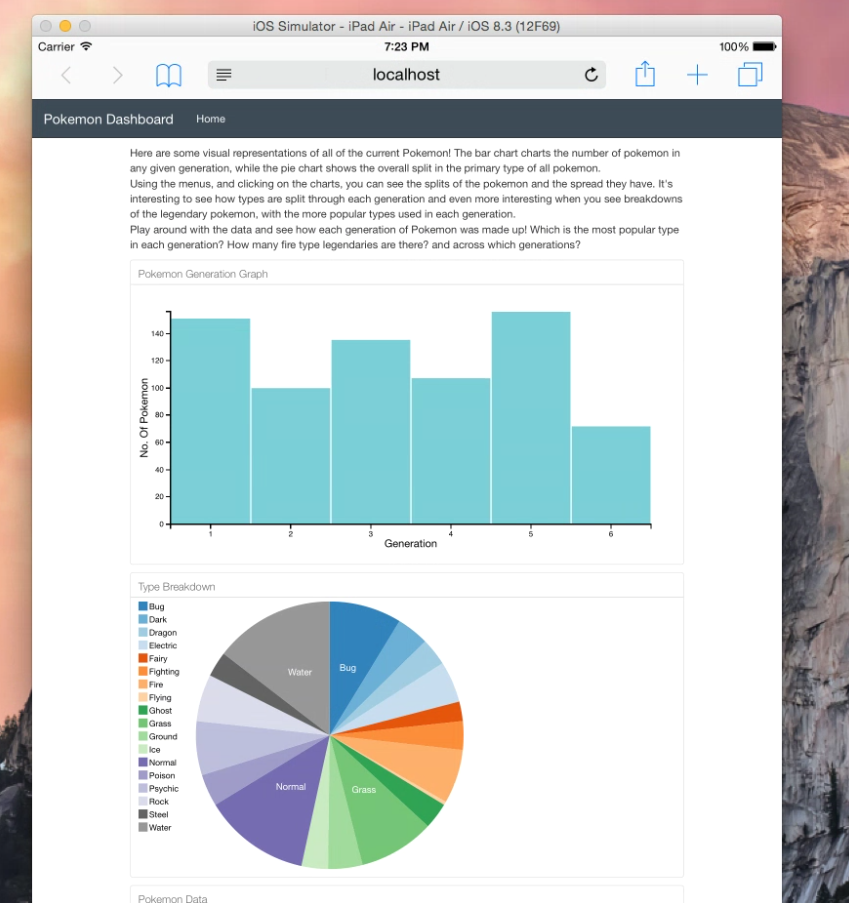 iOS Simulator - iPad Air - iPad Air / iOS 8.3 (12F69)
Carrier 7:23 PM 100%
localhost
Pokemon Dashboard Home
Here are some visual representations of all of the current Pokemon! The bar chart charts the number of pokemon in
any given generation, while the pie chart shows the overall split in the primary type of all pokemon.
Using the menus, and clicking on the charts, you can see the splits of the pokemon and the spread they have. It's
interesting to see how types are split through each generation and even more interesting when you see breakdowns
of the legendary pokemon, with the more popular types used in each generation.
Play around with the data and see how each generation of Pokemon was made up! Which is the most popular type
in each generation? How many fire type legendaries are there? and across which generations?
Pokemon Generation Graph
140
120
100
80
60
40
20
0
No. Of Pokemon
1 2 3 4 5 6
Generation
Type Breakdown
Bug
Dark
Dragon
Electric
Fairy
Fighting
Fire
Flying
Ghost
Grass
Ground
Ice
Normal
Poison
Psychic
Rock
Steel
Water
Water
Bug
Normal
Grass
Pokemon Data